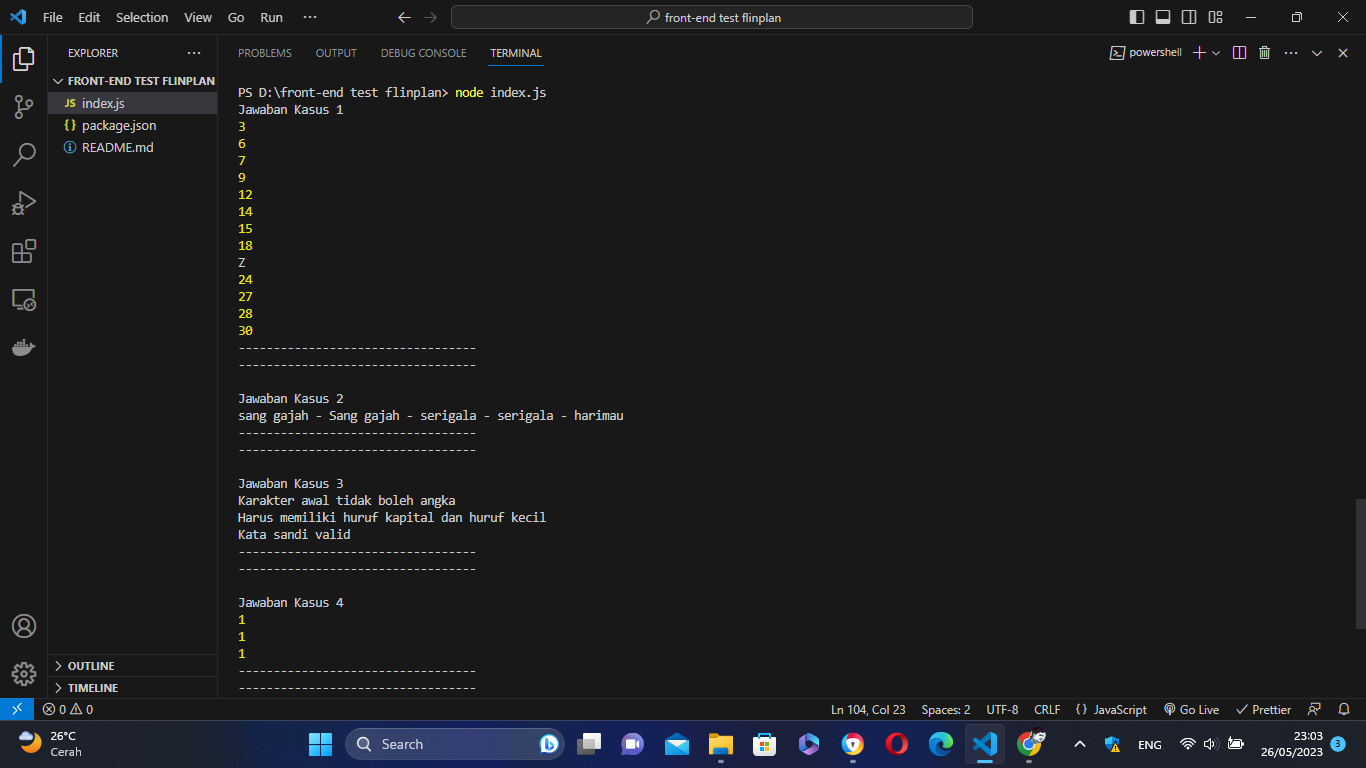 File Edit Selection View Go Run ··· front-end test flinplan
EXPLORER ···
FRONT-END TEST FLINPLAN
JS index.js
{} package.json
README.md
OUTLINE
TIMELINE
PROBLEMS OUTPUT DEBUG CONSOLE TERMINAL powershell
PS D:\front-end test flinplan> node index.js
Jawaban Kasus 1
3
6
7
9
12
14
15
18
Z
24
27
28
30
----------------------------------
----------------------------------
Jawaban Kasus 2
sang gajah - Sang gajah - serigala - serigala - harimau
----------------------------------
----------------------------------
Jawaban Kasus 3
Karakter awal tidak boleh angka
Harus memiliki huruf kapital dan huruf kecil
Kata sandi valid
----------------------------------
----------------------------------
Jawaban Kasus 4
1
1
1
----------------------------------
----------------------------------
0 0 Ln 104, Col 23 Spaces: 2 UTF-8 CRLF {} JavaScript Go Live Prettier
26°C
Cerah
Search
ENG
23:03
26/05/2023
3